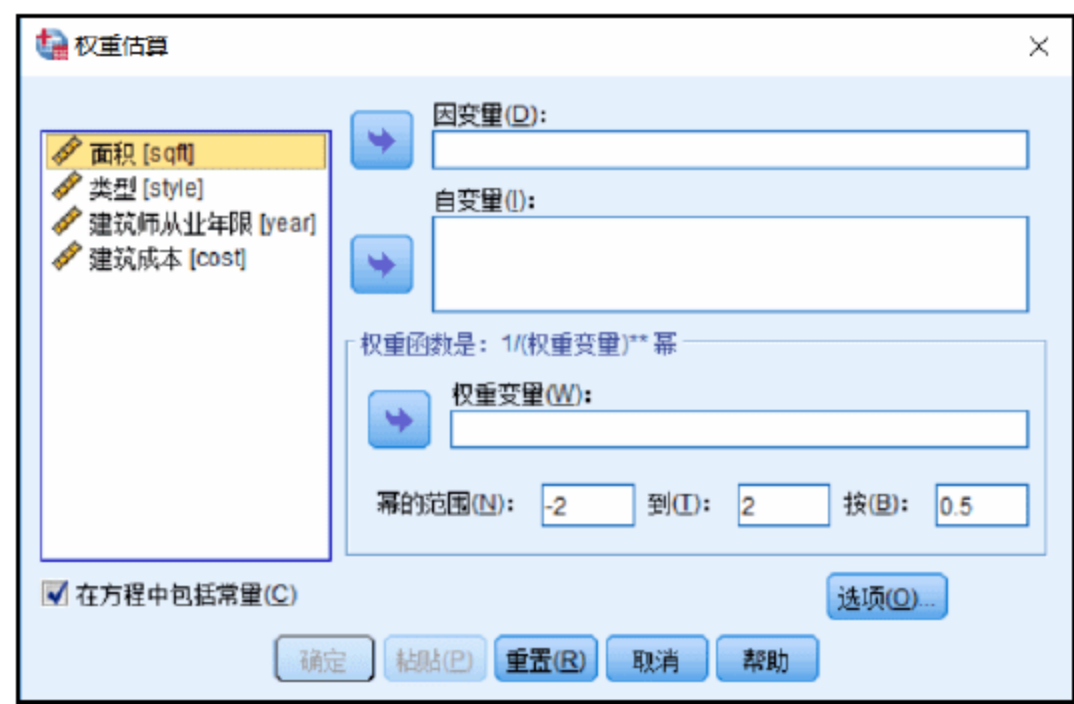 权重估算
因变量(D)：
面积 [sqft]
类型 [style]
建筑师从业年限 [year]
建筑成本 [cost]
自变量(I)：
权重函数是：1/(权重变量)** 幂
权重变量(W)：
幂的范围(N)： -2 到(T)： 2 按(B)： 0.5
在方程中包括常量(C)
选项(O)...
确定 粘贴(P) 重置(R) 取消 帮助